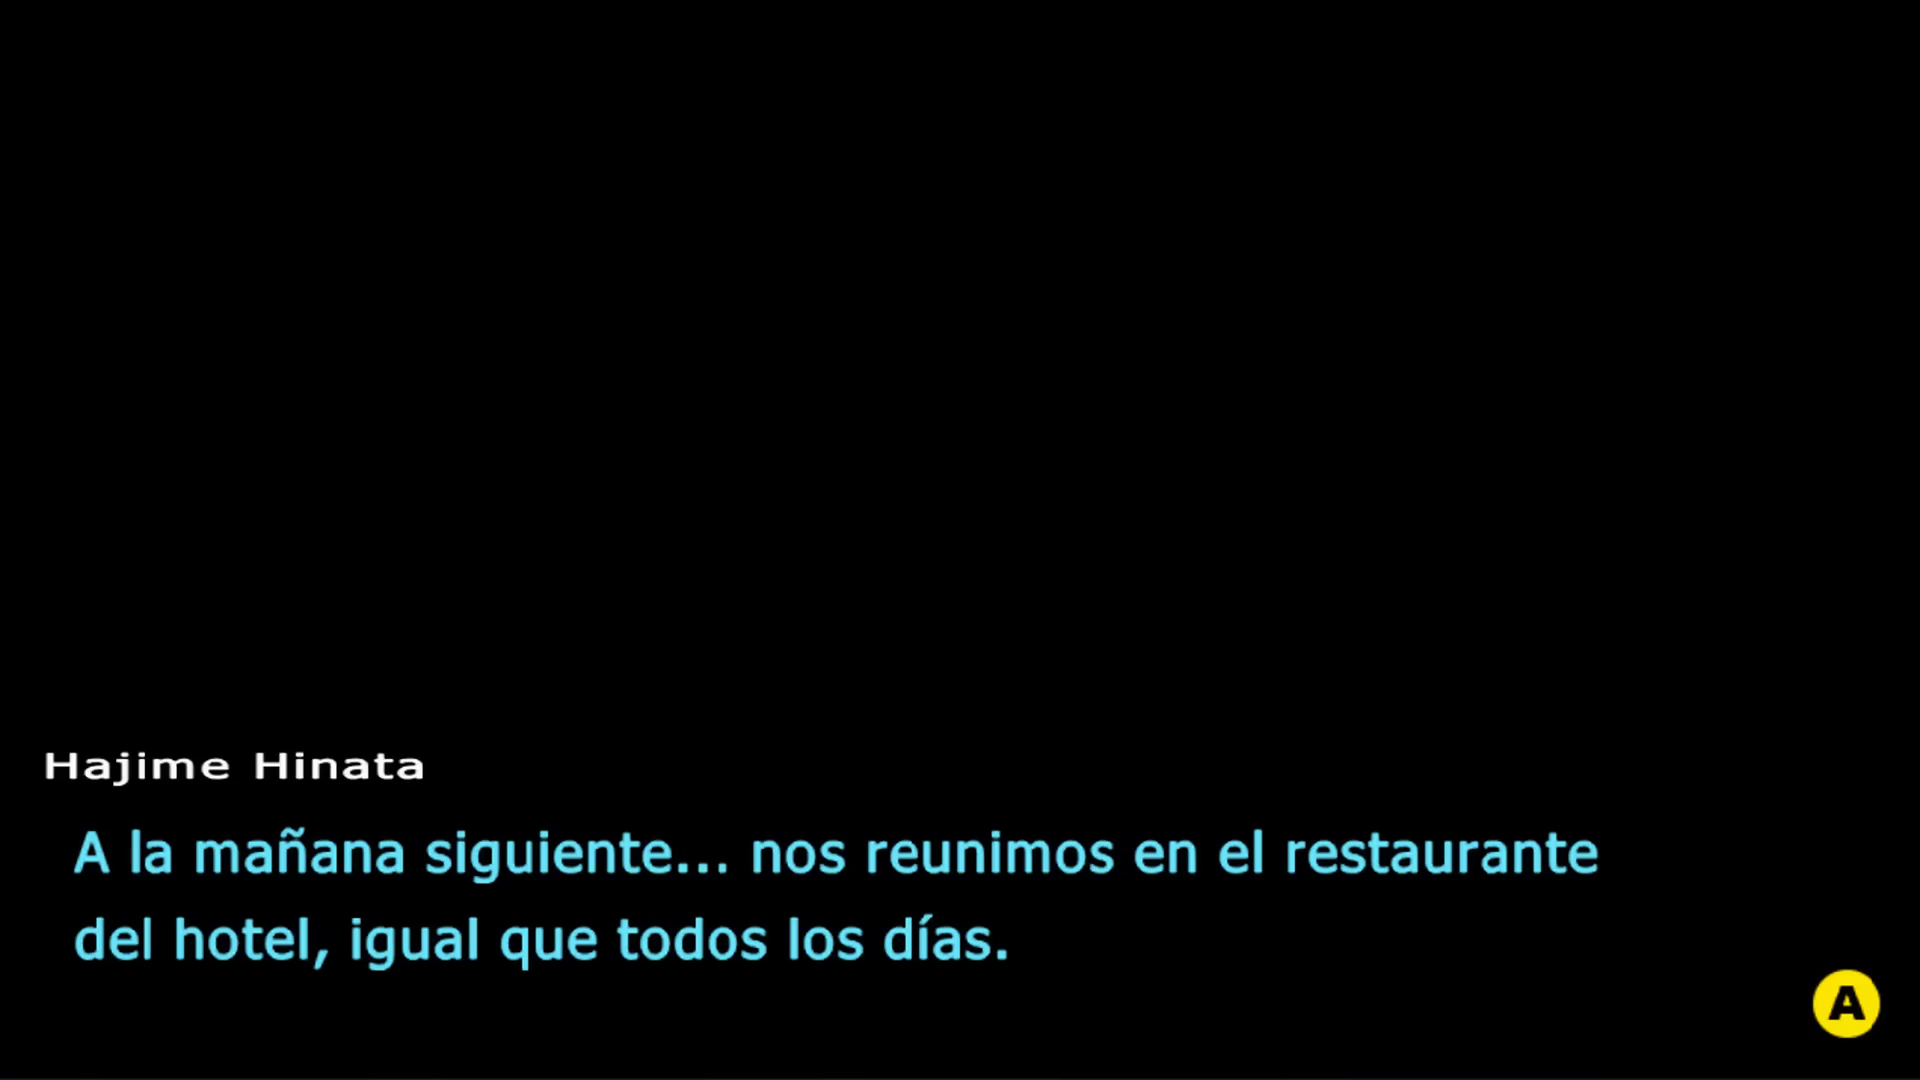 Hajime Hinata
A la mañana siguiente... nos reunimos en el restaurante
del hotel, igual que todos los días.
A